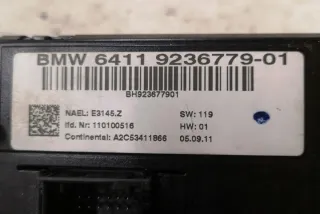 BMW 6411 9236779-01
BH923677901
NAEL: E3145.Z
SW: 119
lfd. Nr: 110100516
HW: 01
Continental: A2C53411866
05.09.11